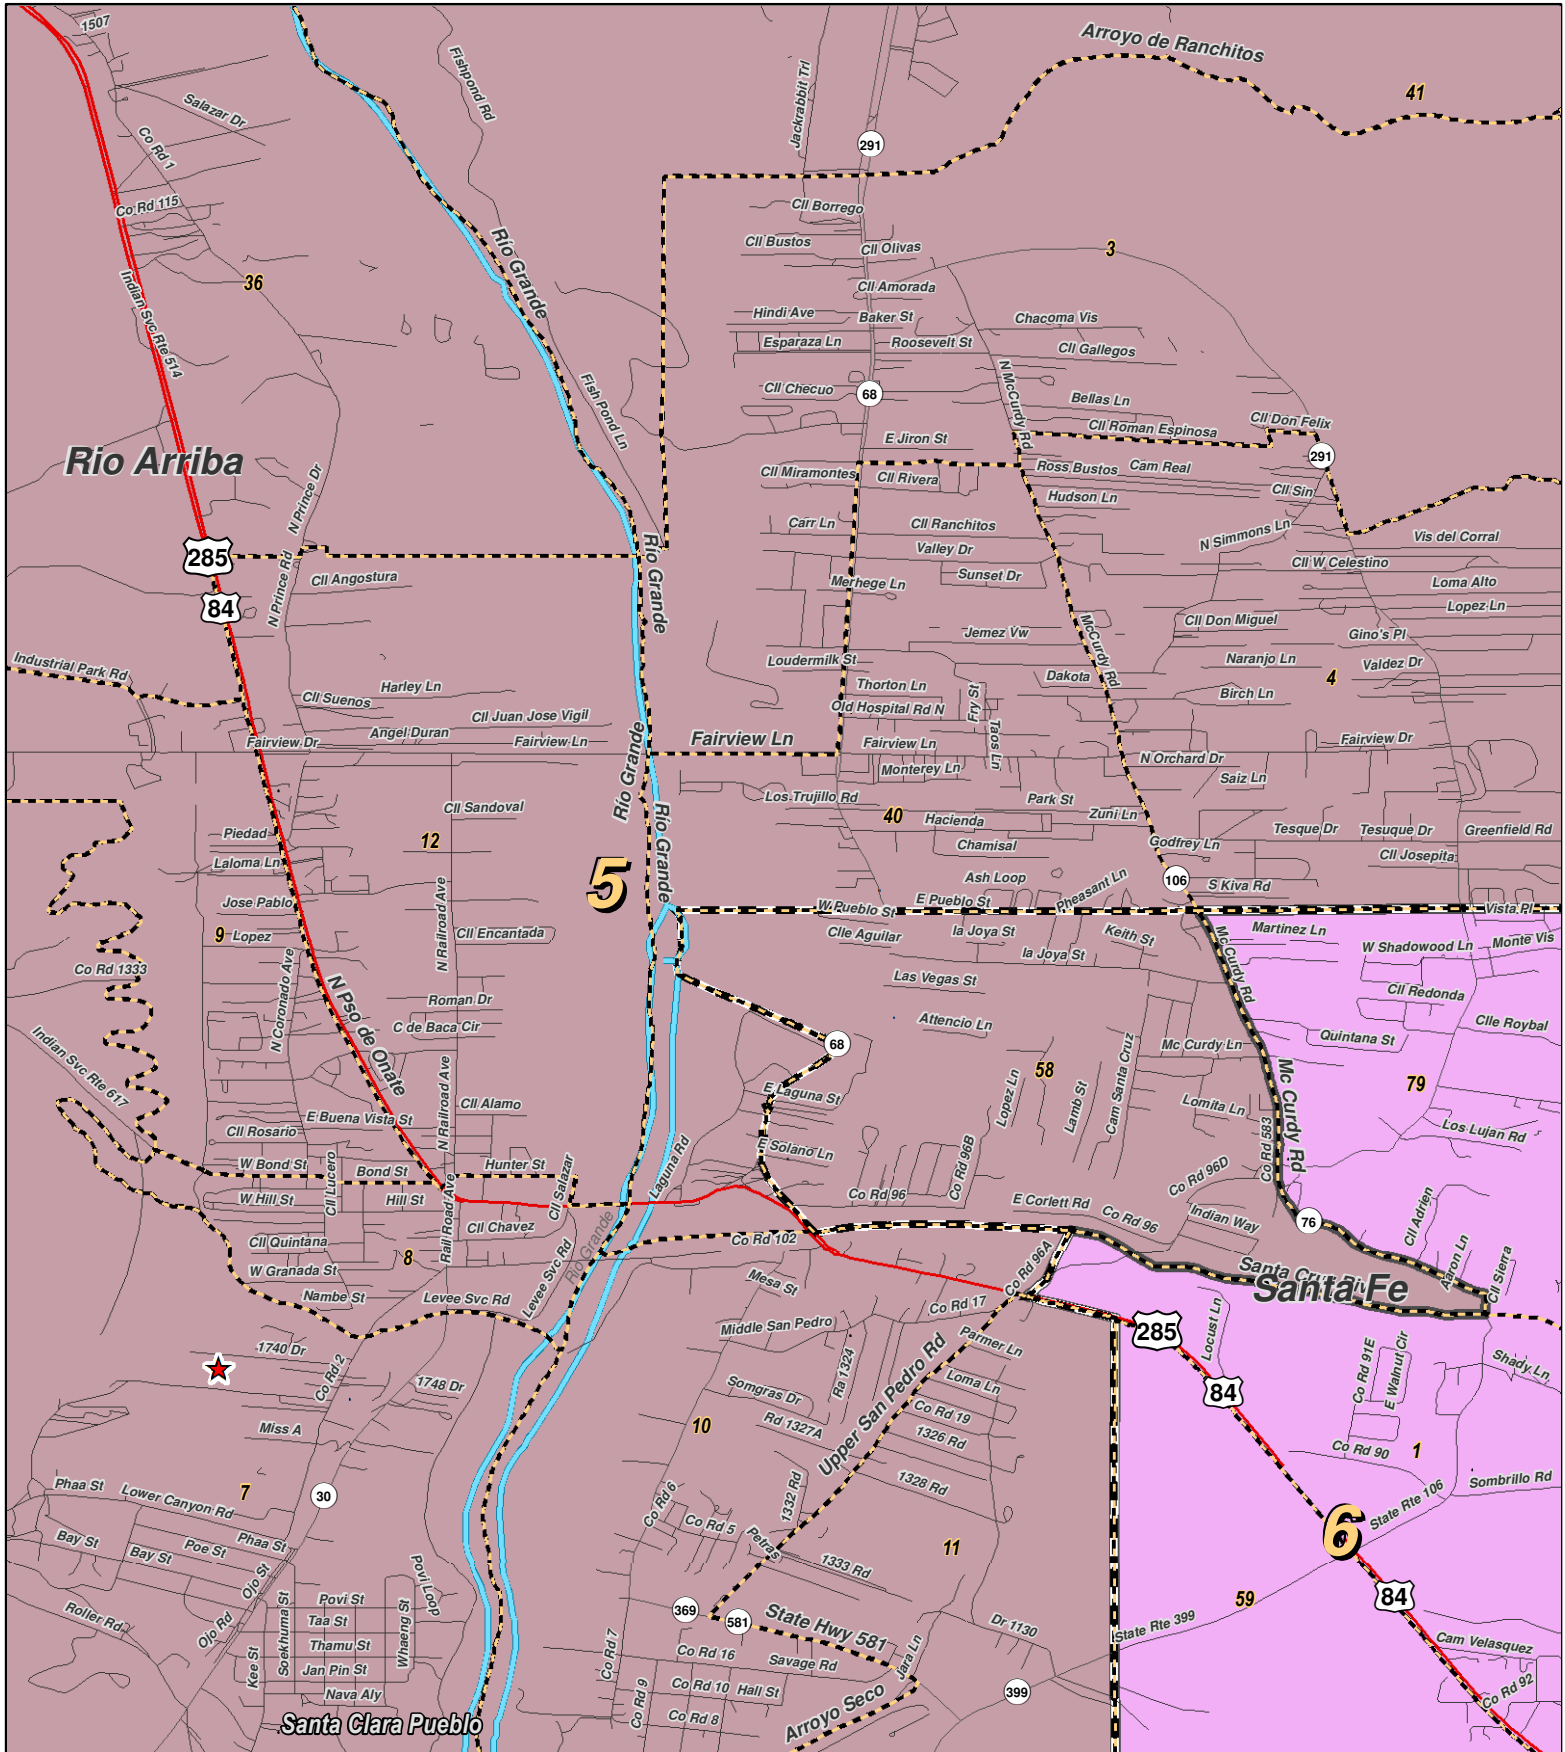 1507
Arroyo de Ranchitos
Fishpond Rd
Jackrabbit Trl
41
Salazar Dr
Co Rd 1
291
Co Rd 115
Cll Borrego
Cll Bustos
Cll Olivas
3
Rio Grande
36
Indian Svc Rte 514
Cll Amorada
Hindi Ave
Baker St
Chacoma Vis
Esparaza Ln
Roosevelt St
Cll Gallegos
N McCurdy Rd
Fish Pond Ln
Cll Checuo
68
Bellas Ln
Cll Roman Espinosa
Cll Don Felix
E Jiron St
291
Rio Arriba
Cll Miramontes
Cll Rivera
Ross Bustos
Cam Real
N Prince Dr
Hudson Ln
Cll Sin
Carr Ln
Cll Ranchitos
N Simmons Ln
Vis del Corral
285
Rio Grande
Valley Dr
Cll W Celestino
N Prince Rd
Cll Angostura
Merhege Ln
Sunset Dr
Loma Alto
84
Lopez Ln
Cll Don Miguel
McCurdy Rd
Jemez Vw
Gino's Pl
Industrial Park Rd
Loudermilk St
Naranjo Ln
4
Valdez Dr
Harley Ln
Cll Suenos
Thorton Ln
Fry St
Dakota
Birch Ln
Old Hospital Rd N
Cll Juan Jose Vigil
Angel Duran
Taos Ln
Fairview Dr
Fairview Ln
Fairview Ln
Fairview Ln
Fairview Dr
Rio Grande
Monterey Ln
N Orchard Dr
Saiz Ln
Los Trujillo Rd
Park St
Cll Sandoval
Rio Grande
40
Hacienda
Zuni Ln
Piedad
12
Tesque Dr
Tesuque Dr
Greenfield Rd
Chamisal
Godfrey Ln
Laloma Ln
Cll Josepita
5
Ash Loop
106
Pheasant Ln
S Kiva Rd
Jose Pablo
N Railroad Ave
W Pueblo St
E Pueblo St
Vista Pl
9
Lopez
Cll Encantada
Clle Aguilar
la Joya St
Keith St
Martinez Ln
Monte Vis
W Shadowood Ln
la Joya St
Mc Curdy Rd
Co Rd 1333
N Coronado Ave
Las Vegas St
Cll Redonda
N Pso de Onate
Roman Dr
C de Baca Cir
Attencio Ln
Quintana St
Clle Roybal
68
Mc Curdy Ln
Indian Svc Rte 617
58
79
N Railroad Ave
Mc Curdy Rd
E Laguna St
Lopez Ln
Lamb St
Cam Santa Cruz
Cll Alamo
Lomita Ln
E Buena Vista St
Cll Rosario
Co Rd 583
Los Lujan Rd
E Solano Ln
W Bond St
Cll Lucero
Bond St
Hunter St
Cll Salazar
Laguna Rd
Co Rd 96B
Co Rd 96D
W Hill St
Hill St
Rail Road Ave
Co Rd 96
E Corlett Rd
Co Rd 96
Indian Way
76
Cll Adrien
Cll Chavez
Rio Grande
Cll Quintana
8
Levee Svc Rd
Co Rd 102
Co Rd 96A
Aaron Ln
Cll Sierra
W Granada St
Mesa St
Santa Fe
Nambe St
Levee Svc Rd
Co Rd 17
Middle San Pedro
285
Locust Ln
1740 Dr
Parmer Ln
Co Rd 91E
E Walnut Cir
Shady Ln
Co Rd 2
Ra 1324
Upper San Pedro Rd
1748 Dr
Somgras Dr
Loma Ln
84
Miss A
10
Rd 1327A
Co Rd 19
1326 Rd
Co Rd 90
1
Phaa St
Lower Canyon Rd
7
30
Co Rd 6
1332 Rd
1328 Rd
State Rte 106
Sombrillo Rd
Bay St
Bay St
Poe St
Phaa St
Co Rd 5
Petras
11
6
Ojo St
Povi Loop
1333 Rd
Roller Rd
Ojo Rd
Soekhuma St
Povi St
Whaeng St
59
84
Taa St
369
581
State Hwy 581
Dr 1130
State Rte 399
Thamu St
Kee St
Jan Pin St
Co Rd 7
Co Rd 16
Savage Rd
Jara Ln
Cam Velasquez
Nava Aly
Co Rd 9
Co Rd 10
Hall St
399
Co Rd 92
Santa Clara Pueblo
Co Rd 8
Arroyo Seco